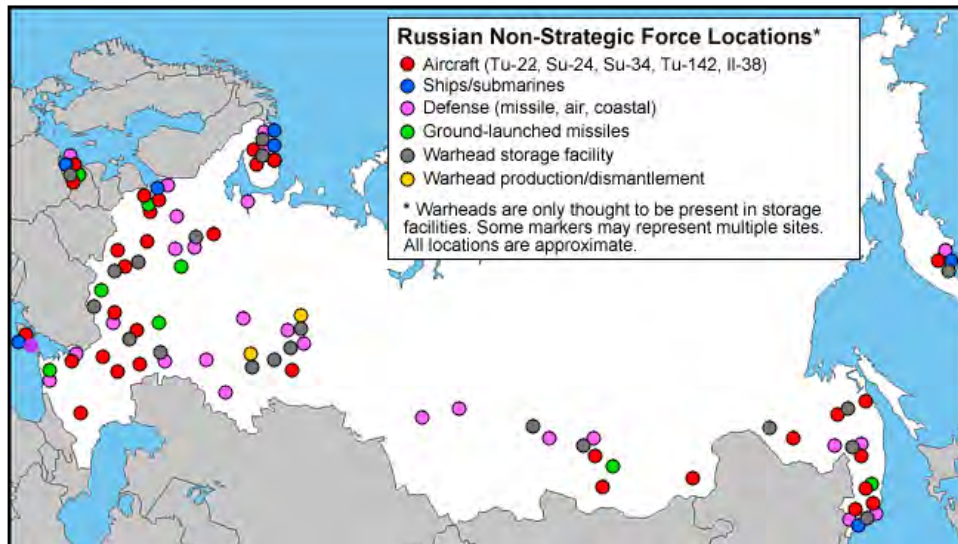 Russian Non-Strategic Force Locations*
Aircraft (Tu-22, Su-24, Su-34, Tu-142, Il-38)
Ships/submarines
Defense (missile, air, coastal)
Ground-launched missiles
Warhead storage facility
Warhead production/dismantlement
* Warheads are only thought to be present in storage
facilities. Some markers may represent multiple sites.
All locations are approximate.